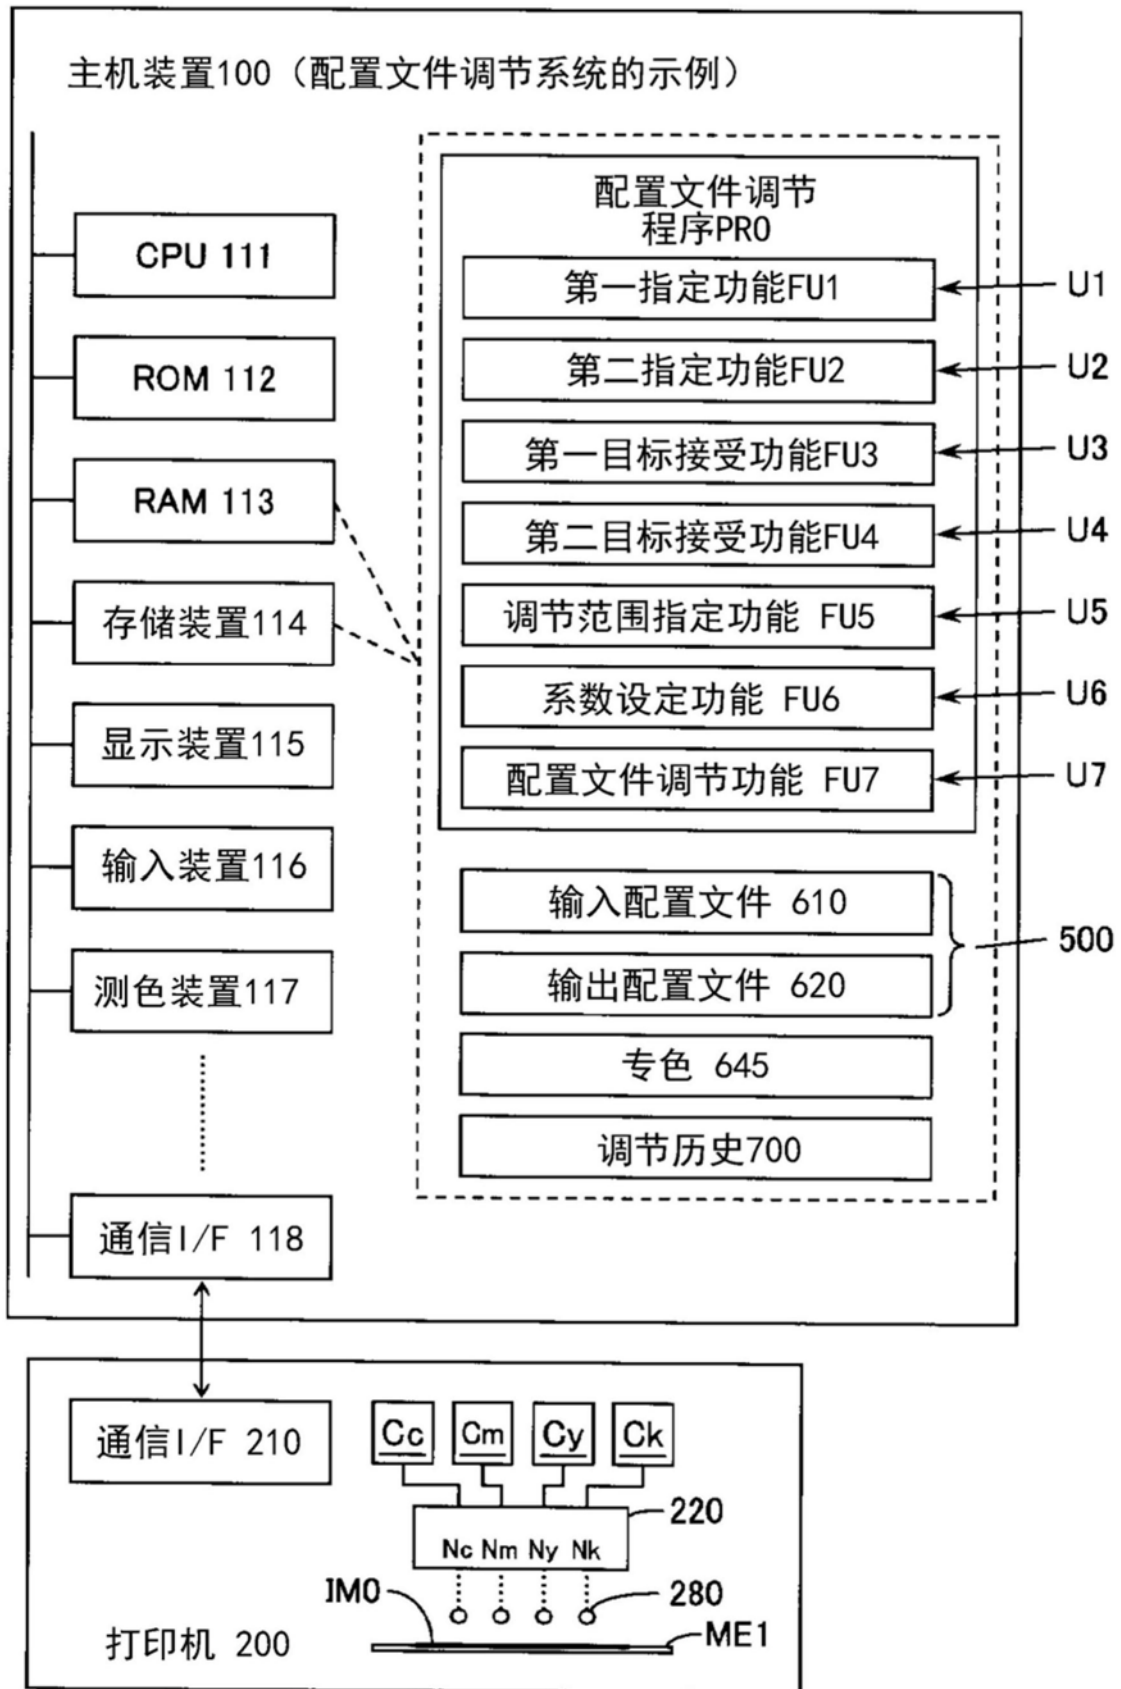 主机装置100（配置文件调节系统的示例）
CPU 111
ROM 112
RAM 113
存储装置114
显示装置115
输入装置116
测色装置117
通信I/F 118
配置文件调节
程序PR0
第一指定功能FU1
U1
第二指定功能FU2
U2
第一目标接受功能FU3
U3
第二目标接受功能FU4
U4
调节范围指定功能 FU5
U5
系数设定功能 FU6
U6
配置文件调节功能 FU7
U7
输入配置文件 610
输出配置文件 620
500
专色 645
调节历史700
通信I/F 210
Cc Cm Cy Ck
220
Nc Nm Ny Nk
IM0
280
ME1
打印机 200